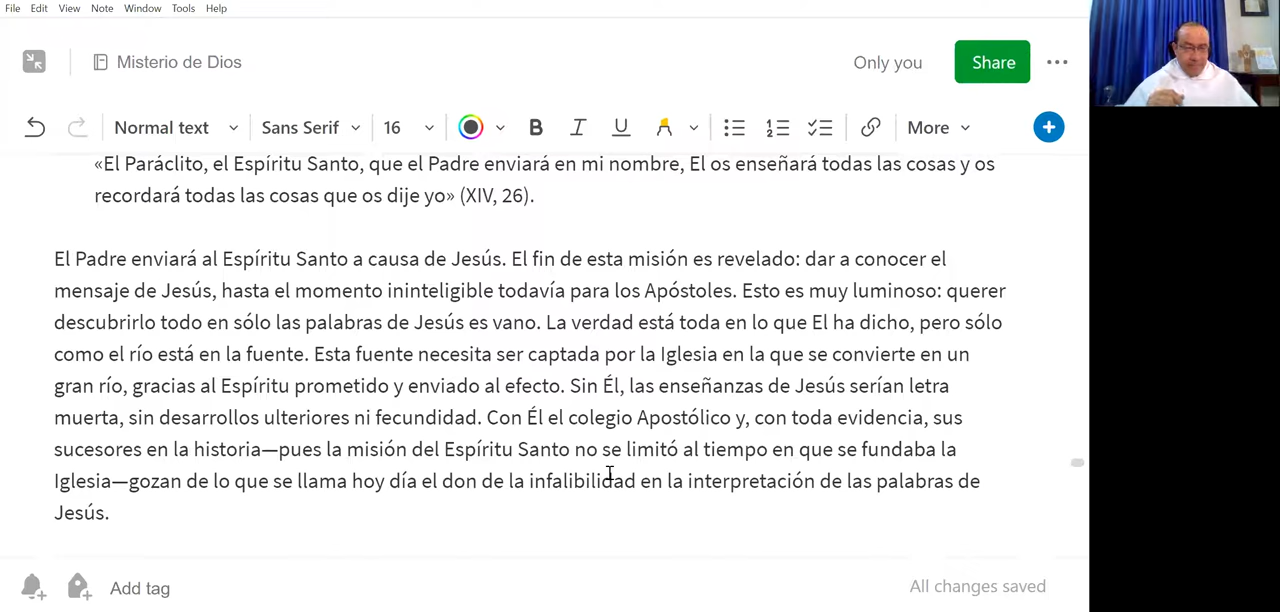 File Edit View Note Window Tools Help
Misterio de Dios Only you Share
Normal text Sans Serif 16 B I U More
«El Paráclito, el Espíritu Santo, que el Padre enviará en mi nombre, El os enseñará todas las cosas y os
recordará todas las cosas que os dije yo» (XIV, 26).
El Padre enviará al Espíritu Santo a causa de Jesús. El fin de esta misión es revelado: dar a conocer el
mensaje de Jesús, hasta el momento ininteligible todavía para los Apóstoles. Esto es muy luminoso: querer
descubrirlo todo en sólo las palabras de Jesús es vano. La verdad está toda en lo que El ha dicho, pero sólo
como el río está en la fuente. Esta fuente necesita ser captada por la Iglesia en la que se convierte en un
gran río, gracias al Espíritu prometido y enviado al efecto. Sin Él, las enseñanzas de Jesús serían letra
muerta, sin desarrollos ulteriores ni fecundidad. Con Él el colegio Apostólico y, con toda evidencia, sus
sucesores en la historia—pues la misión del Espíritu Santo no se limitó al tiempo en que se fundaba la
Iglesia—gozan de lo que se llama hoy día el don de la infalibilidad en la interpretación de las palabras de
Jesús.
Add tag All changes saved